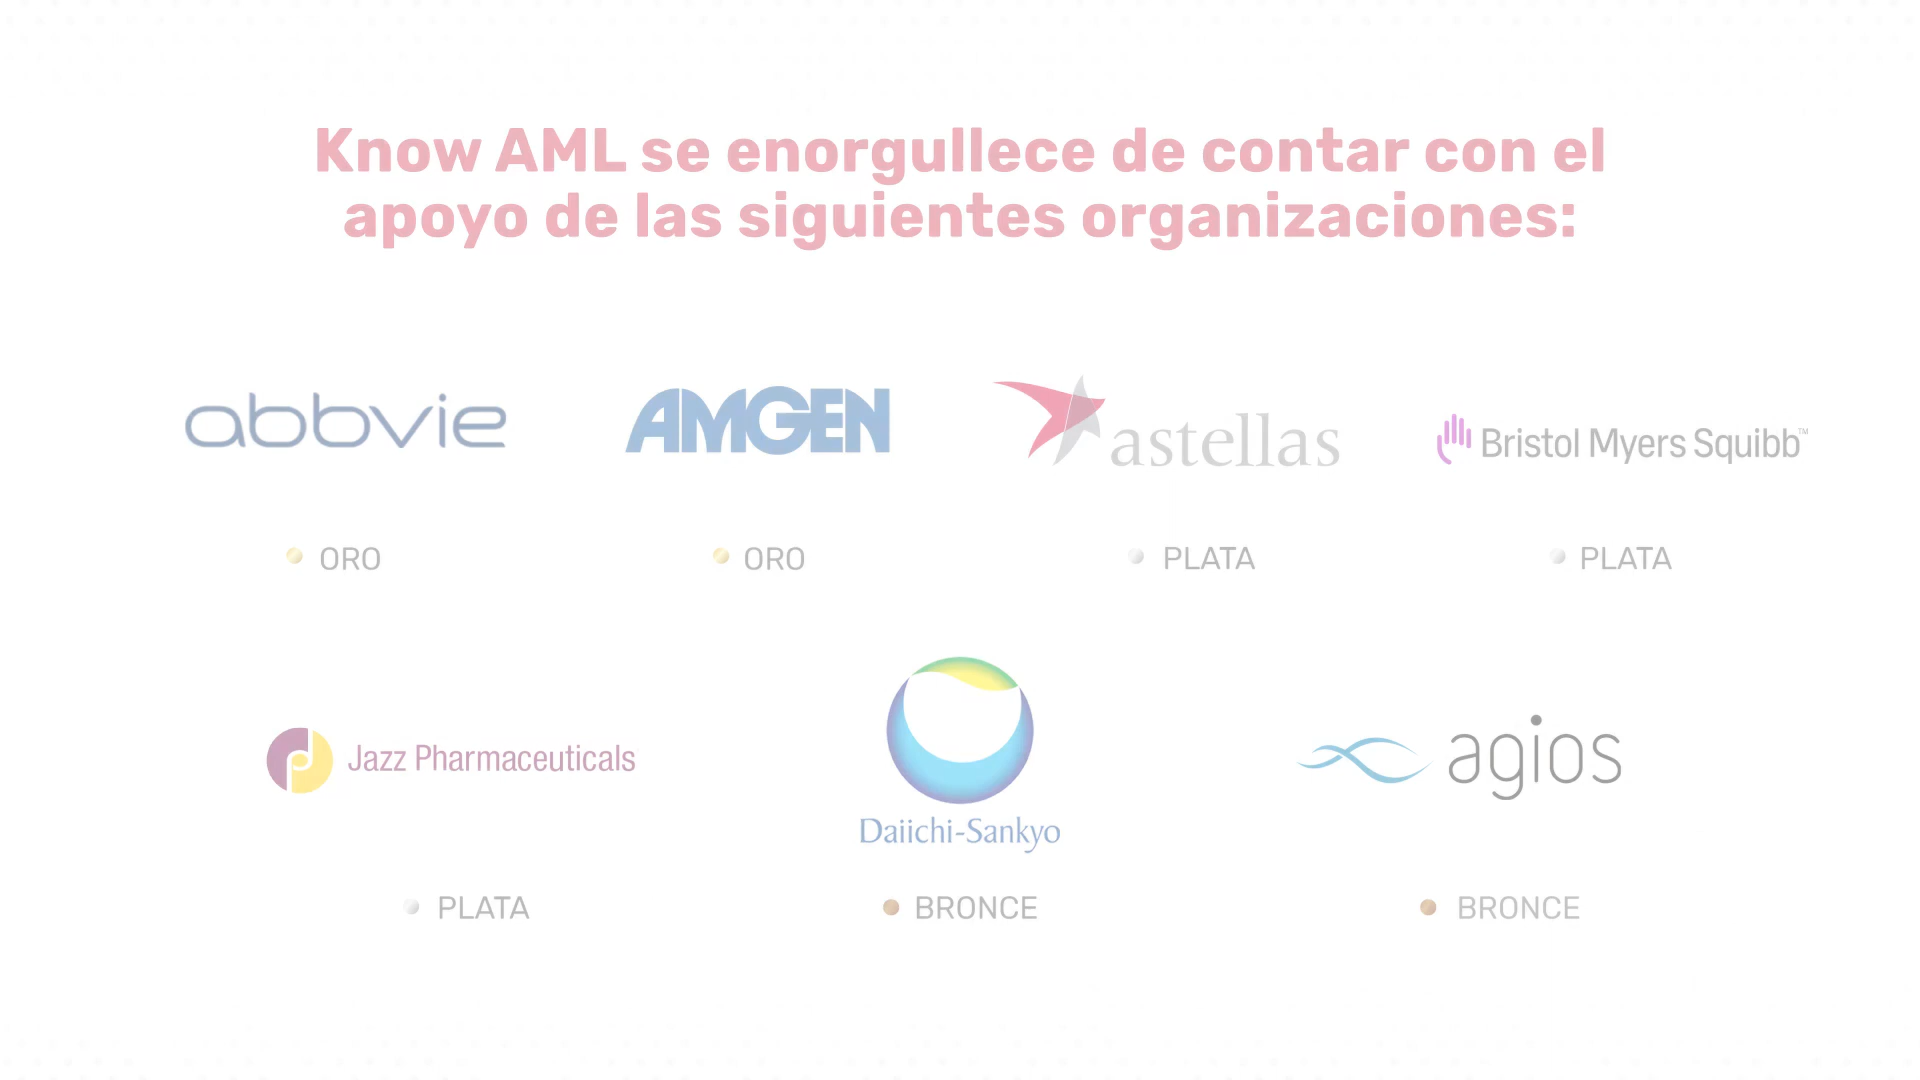 Know AML se enorgullece de contar con el
apoyo de las siguientes organizaciones:
abbvie
AMGEN
astellas
Bristol Myers Squibb™
ORO
ORO
PLATA
PLATA
Jazz Pharmaceuticals
Daiichi-Sankyo
agios
PLATA
BRONCE
BRONCE